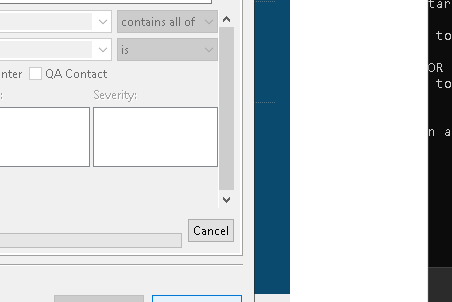 contains all of
is
nter QA Contact
: Severity:
Cancel
tar
to
OR
to
n a